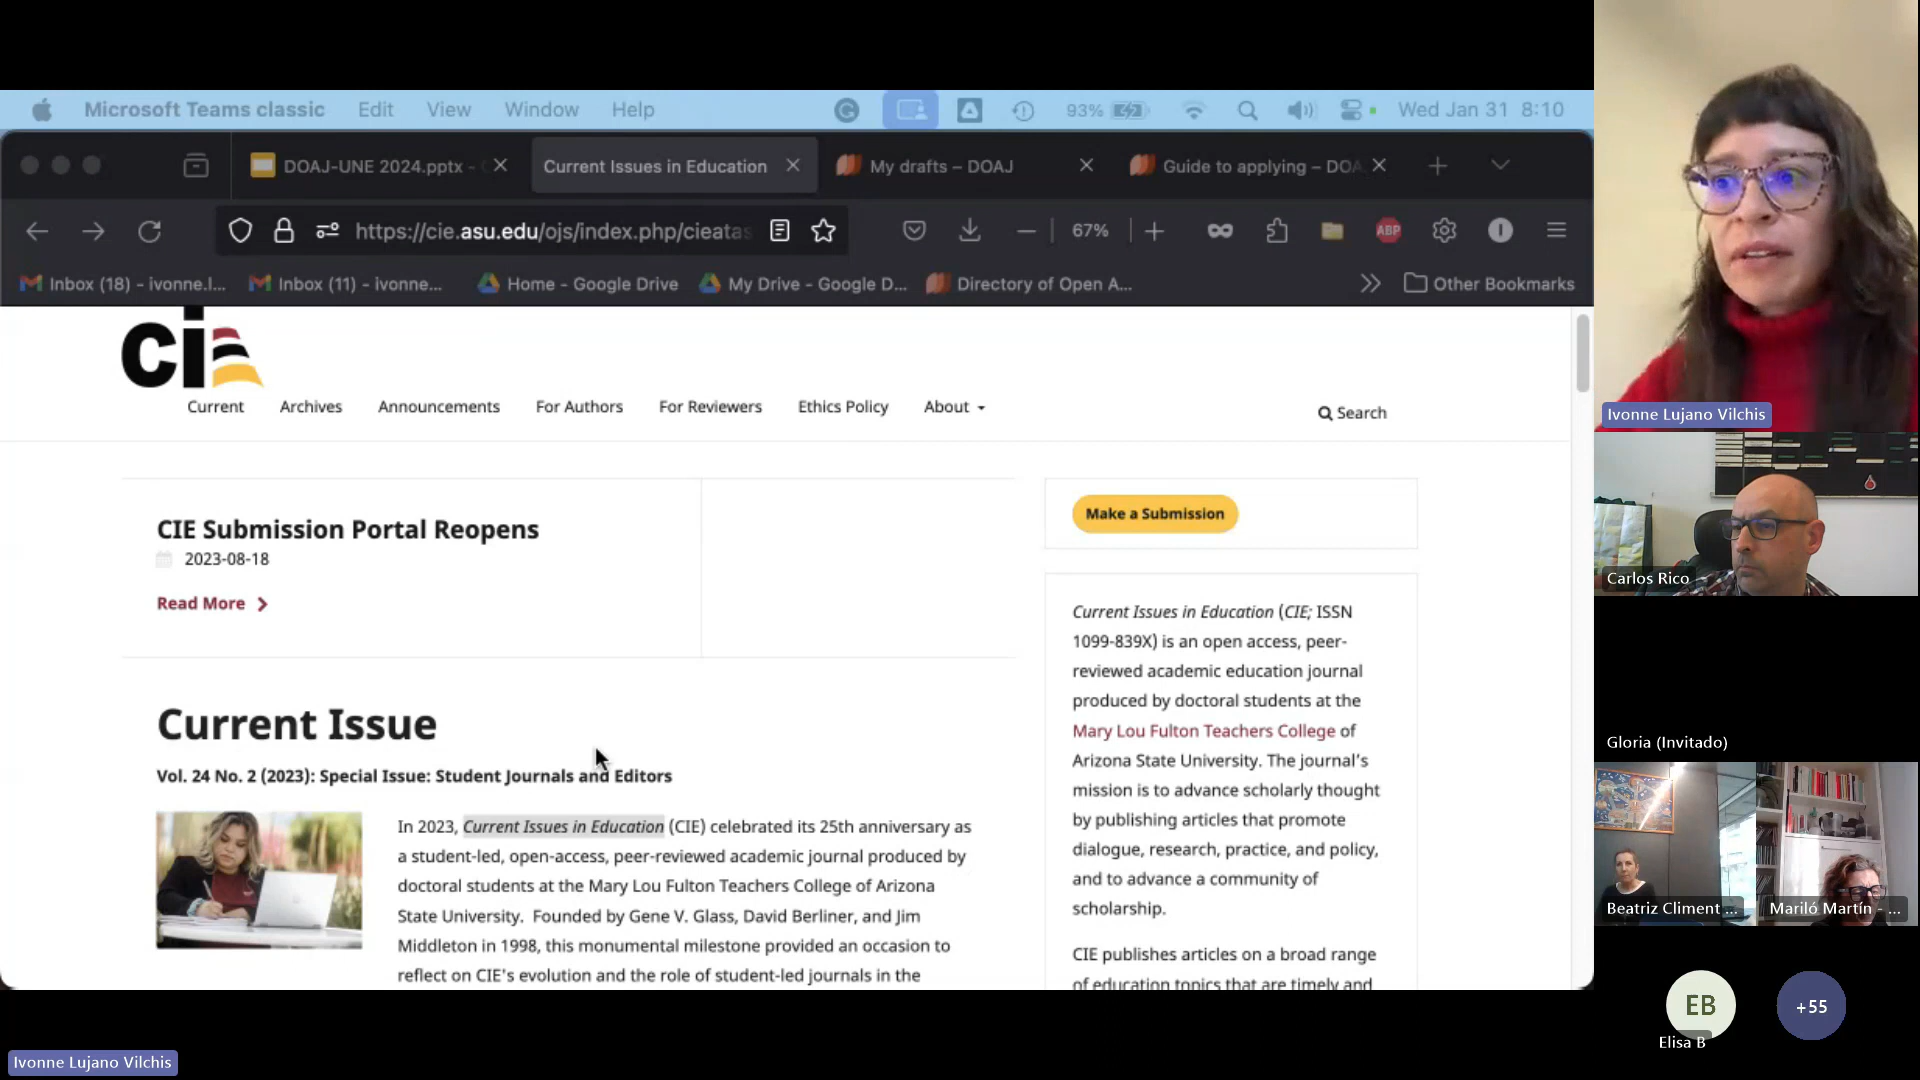 Microsoft Teams classic Edit View Window Help 93% Wed Jan 31 8:10
DOAJ-UNE 2024.pptx - Current Issues in Education My drafts – DOAJ Guide to applying – DOA
https://cie.asu.edu/ojs/index.php/cieatas 67% ABP
Inbox (18) - ivonne.l... Inbox (11) - ivonne... Home - Google Drive My Drive - Google D... Directory of Open A... Other Bookmarks
cie
Current Archives Announcements For Authors For Reviewers Ethics Policy About
Search
CIE Submission Portal Reopens
2023-08-18
Read More
Current Issue
Vol. 24 No. 2 (2023): Special Issue: Student Journals and Editors
In 2023, Current Issues in Education (CIE) celebrated its 25th anniversary as
a student-led, open-access, peer-reviewed academic journal produced by
doctoral students at the Mary Lou Fulton Teachers College of Arizona
State University. Founded by Gene V. Glass, David Berliner, and Jim
Middleton in 1998, this monumental milestone provided an occasion to
reflect on CIE's evolution and the role of student-led journals in the
Make a Submission
Current Issues in Education (CIE; ISSN
1099-839X) is an open access, peer-
reviewed academic education journal
produced by doctoral students at the
Mary Lou Fulton Teachers College of
Arizona State University. The journal's
mission is to advance scholarly thought
by publishing articles that promote
dialogue, research, practice, and policy,
and to advance a community of
scholarship.
CIE publishes articles on a broad range
of education topics that are timely and
Ivonne Lujano Vilchis
Carlos Rico
Gloria (Invitado)
Beatriz Climent ...
Mariló Martín - ...
EB
Elisa B
+55
Ivonne Lujano Vilchis